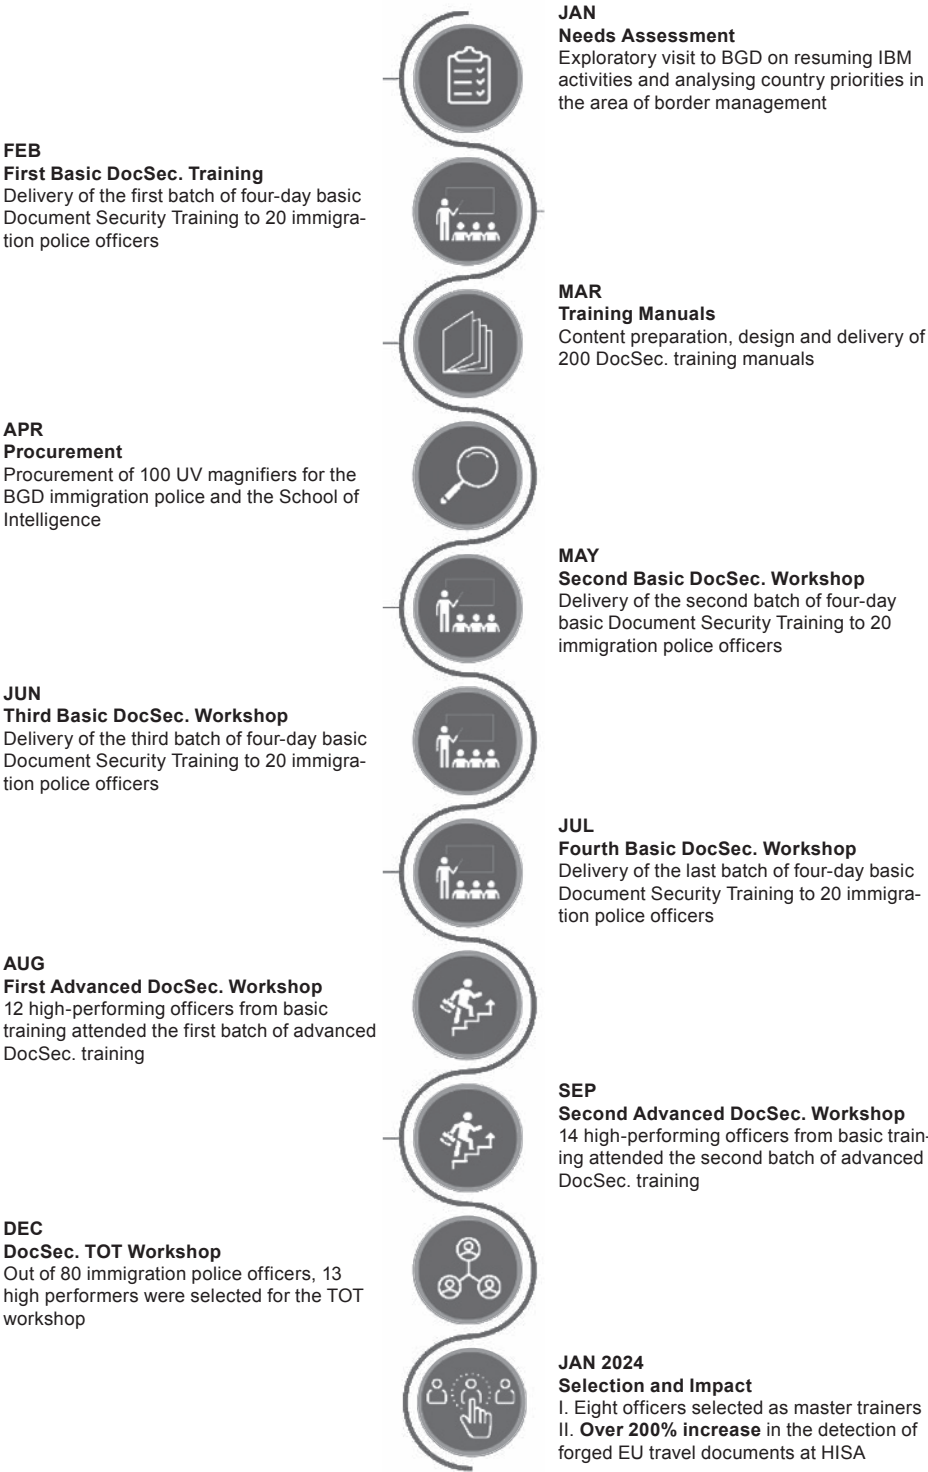 JAN
Needs Assessment
Exploratory visit to BGD on resuming IBM
activities and analysing country priorities in
the area of border management
FEB
First Basic DocSec. Training
Delivery of the first batch of four-day basic
Document Security Training to 20 immigra-
tion police officers
MAR
Training Manuals
Content preparation, design and delivery of
200 DocSec. training manuals
APR
Procurement
Procurement of 100 UV magnifiers for the
BGD immigration police and the School of
Intelligence
MAY
Second Basic DocSec. Workshop
Delivery of the second batch of four-day
basic Document Security Training to 20
immigration police officers
JUN
Third Basic DocSec. Workshop
Delivery of the third batch of four-day basic
Document Security Training to 20 immigra-
tion police officers
JUL
Fourth Basic DocSec. Workshop
Delivery of the last batch of four-day basic
Document Security Training to 20 immigra-
tion police officers
AUG
First Advanced DocSec. Workshop
12 high-performing officers from basic
training attended the first batch of advanced
DocSec. training
SEP
Second Advanced DocSec. Workshop
14 high-performing officers from basic train-
ing attended the second batch of advanced
DocSec. training
DEC
DocSec. TOT Workshop
Out of 80 immigration police officers, 13
high performers were selected for the TOT
workshop
JAN 2024
Selection and Impact
I. Eight officers selected as master trainers
II. Over 200% increase in the detection of
forged EU travel documents at HISA